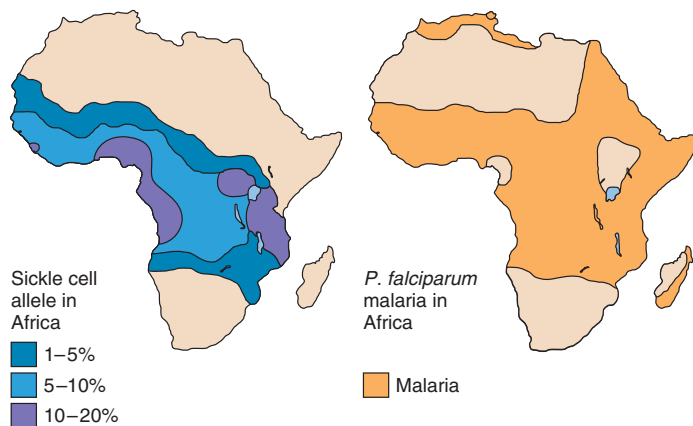 Sickle cell
allele in
Africa
1–5%
5–10%
10–20%
P. falciparum
malaria in
Africa
Malaria